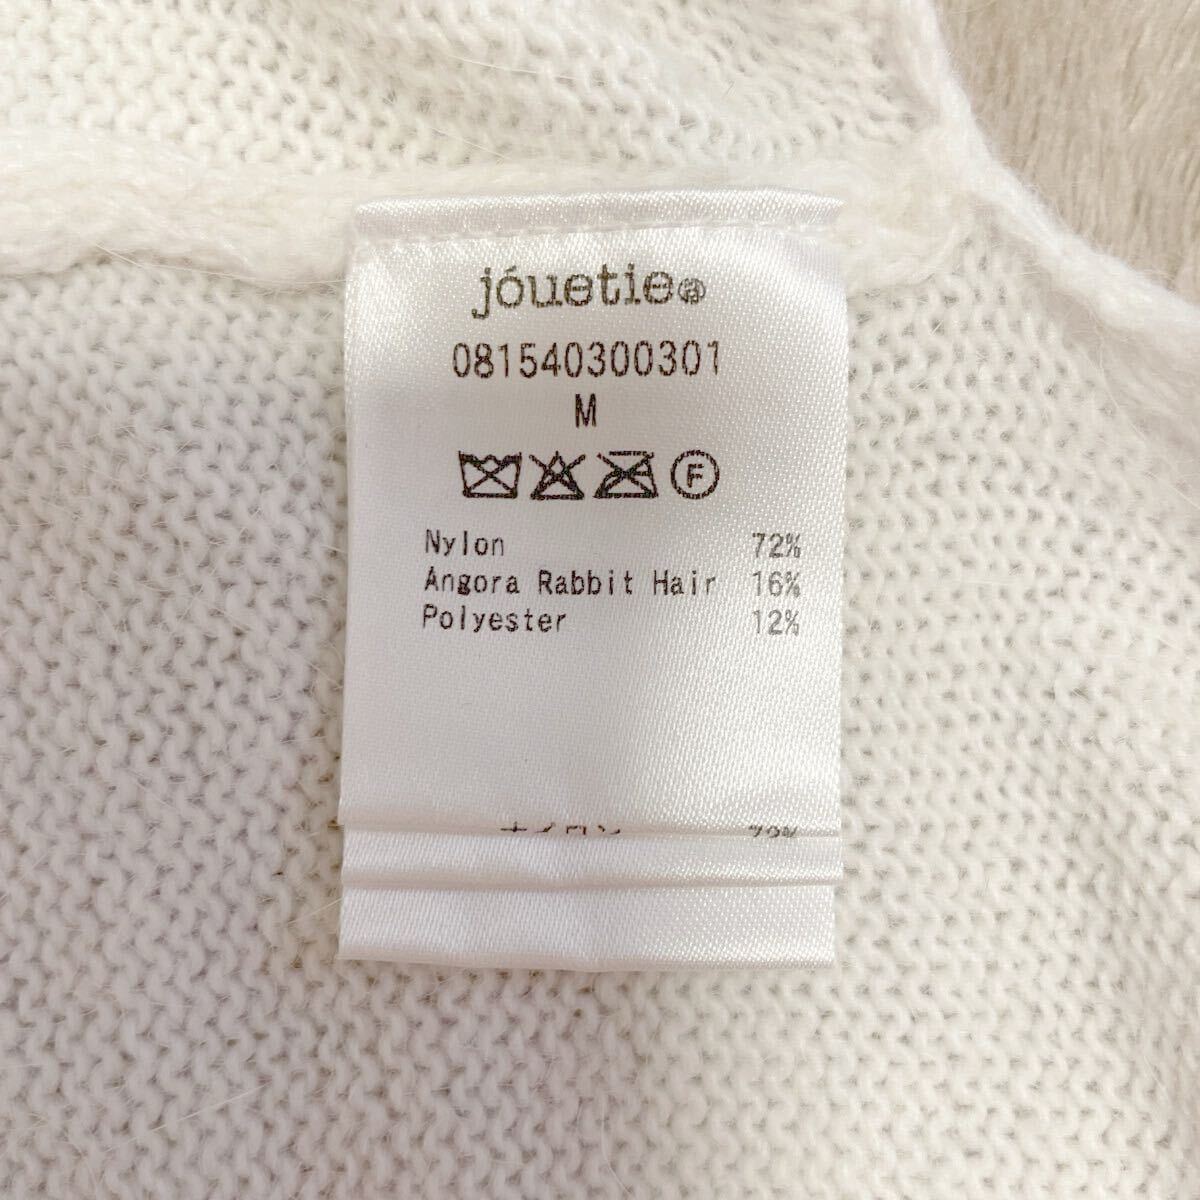 jóuetie®
081540300301
M
F
Nylon 72%
Angora Rabbit Hair 16%
Polyester 12%